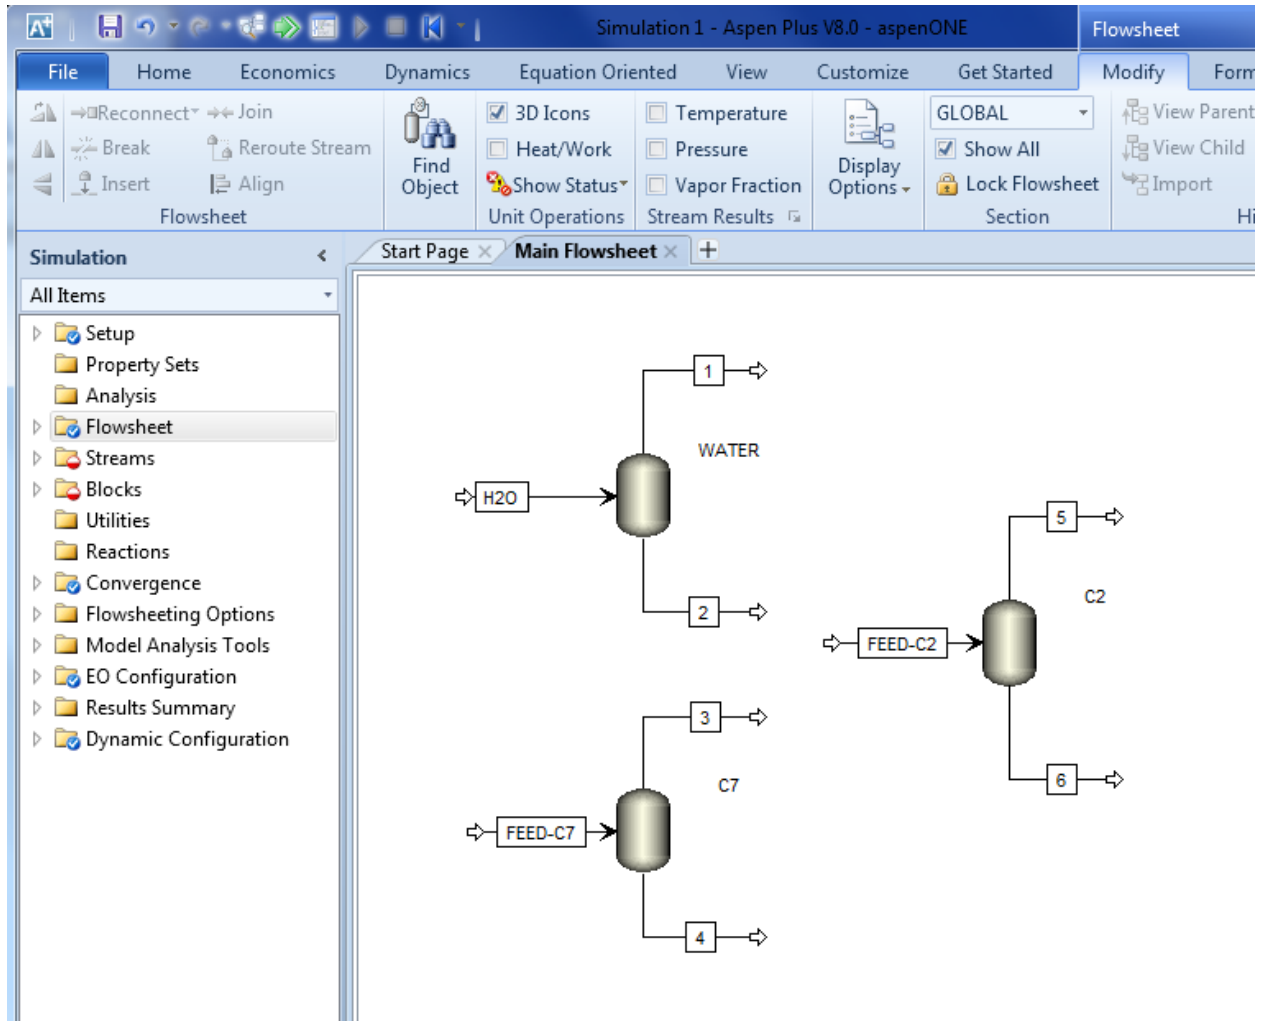 Simulation 1 - Aspen Plus V8.0 - aspenONE
Flowsheet
File Home Economics Dynamics Equation Oriented View Customize Get Started Modify Form
Reconnect Join
Break Reroute Stream
Insert Align
Flowsheet
Find
Object
3D Icons
Heat/Work
Show Status
Unit Operations
Temperature
Pressure
Vapor Fraction
Stream Results
Display
Options
GLOBAL
Show All
Lock Flowsheet
Section
View Parent
View Child
Import
Hi
Simulation
All Items
Setup
Property Sets
Analysis
Flowsheet
Streams
Blocks
Utilities
Reactions
Convergence
Flowsheeting Options
Model Analysis Tools
EO Configuration
Results Summary
Dynamic Configuration
Start Page Main Flowsheet
1
WATER
H2O
2
5
C2
FEED-C2
6
3
C7
FEED-C7
4